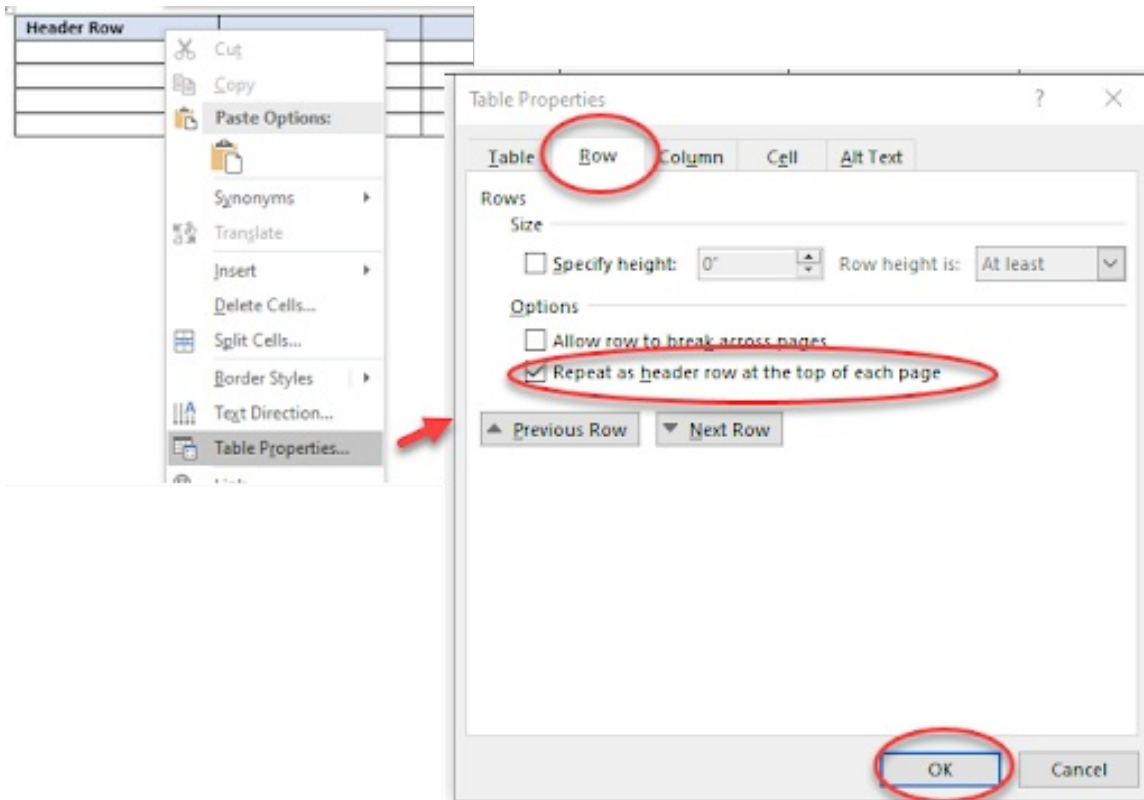 Header Row
Cut
Copy
Paste Options:
Synonyms
Translate
Insert
Delete Cells...
Split Cells...
Border Styles
Text Direction...
Table Properties...
Table Properties
Table Row Column Cell Alt Text
Rows
Size
Specify height: 0" Row height is: At least
Options
Allow row to break across pages
Repeat as header row at the top of each page
Previous Row Next Row
OK Cancel